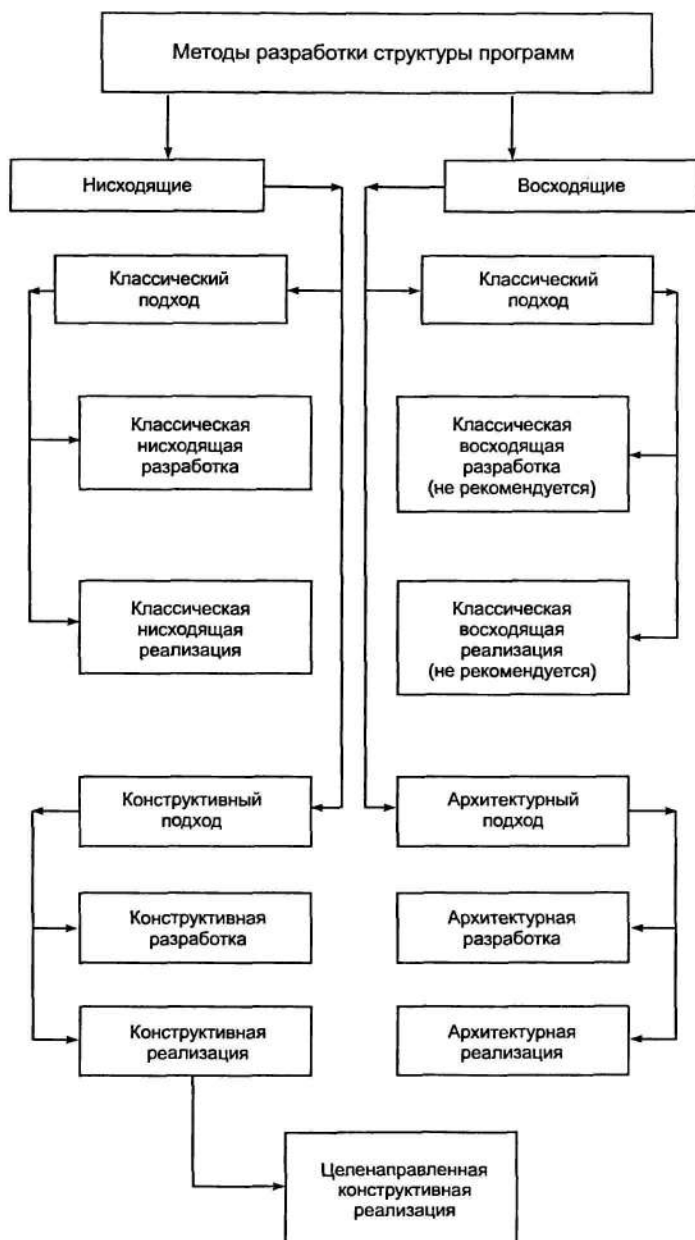 Методы разработки структуры программ
Нисходящие
Восходящие
Классический
подход
Классический
подход
Классическая
нисходящая
разработка
Классическая
восходящая
разработка
(не рекомендуется)
Классическая
нисходящая
реализация
Классическая
восходящая
реализация
(не рекомендуется)
Конструктивный
подход
Архитектурный
подход
Конструктивная
разработка
Архитектурная
разработка
Конструктивная
реализация
Архитектурная
реализация
Целенаправленная
конструктивная
реализация